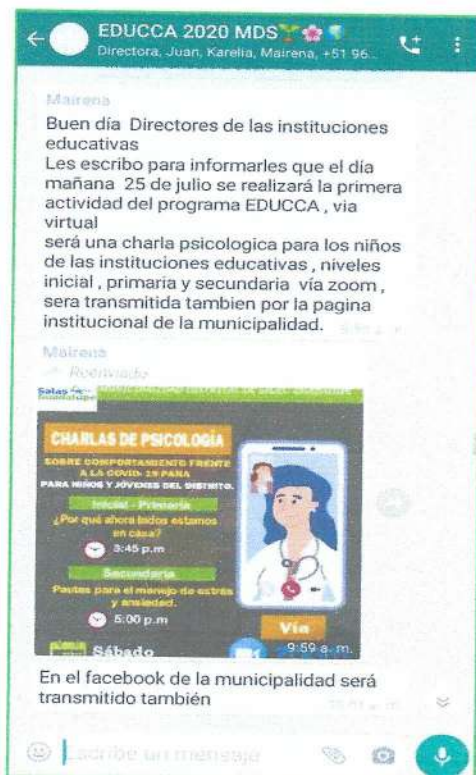 EDUCCA 2020 MDS
Directora, Juan, Karelia, Mairena, +51 96...
Mairena
Buen día Directores de las instituciones
educativas
Les escribo para informarles que el día
mañana 25 de julio se realizará la primera
actividad del programa EDUCCA , via
virtual
será una charla psicologica para los niños
de las instituciones educativas , niveles
inicial , primaria y secundaria vía zoom ,
sera transmitida tambien por la pagina
institucional de la municipalidad.
Mairena
Reenviado
Salas
Guadalupe
CHARLAS DE PSICOLOGÍA
SOBRE COMPORTAMIENTO FRENTE
A LA COVID- 19 PARA
PARA NIÑOS Y JÓVENES DEL DISTRITO.
Inicial - Primaria
¿Por qué ahora todos estamos
en casa?
3:45 p.m
Secundaria
Pautas para el manejo de estrés
y ansiedad.
5:00 p.m
Vía
Sábado
9:59 a. m.
En el facebook de la municipalidad será
transmitido también
Escribe un mensaje